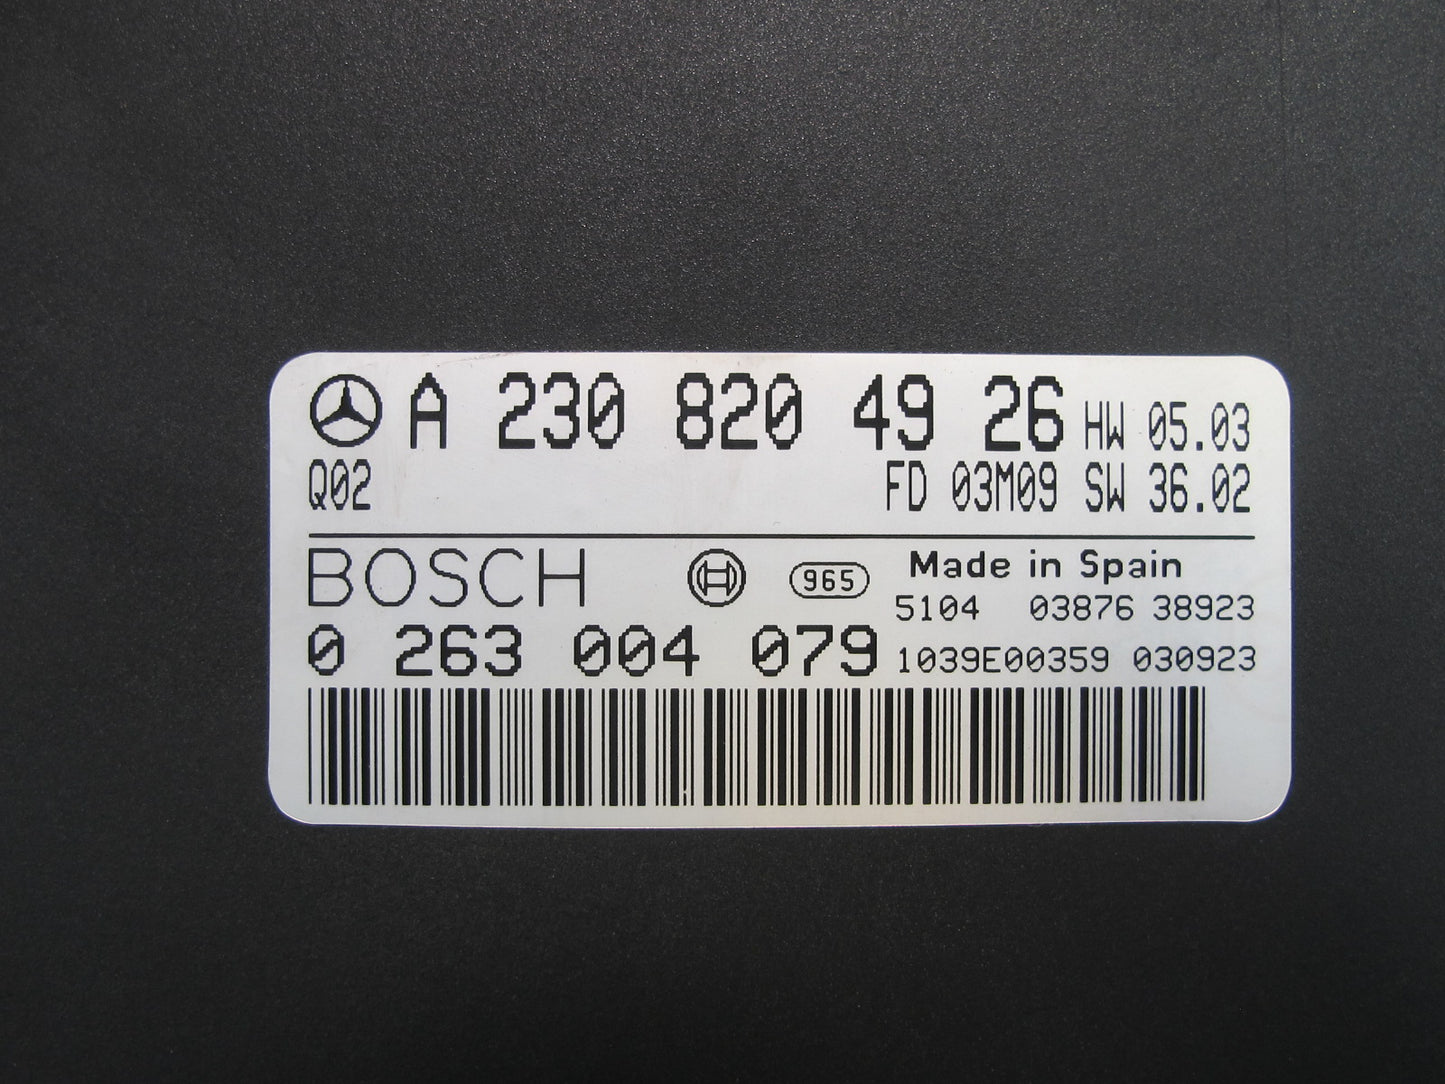 A 230 820 49 26 HW 05.03
Q02 FD 03M09 SW 36.02
BOSCH 965 Made in Spain
5104 03876 38923
0 263 004 079 1039E00359 030923